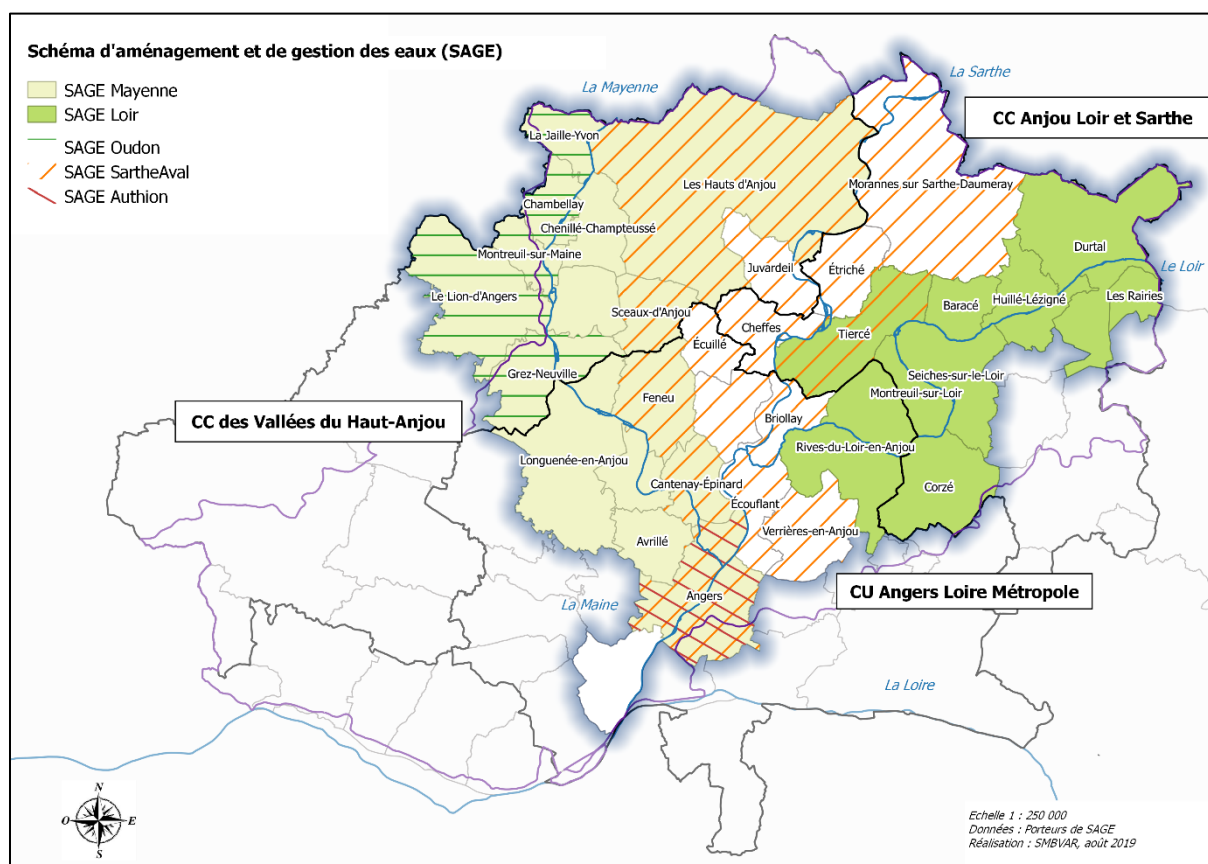 Schéma d'aménagement et de gestion des eaux (SAGE)
SAGE Mayenne
SAGE Loir
SAGE Oudon
SAGE SartheAval
SAGE Authion
La Mayenne
La Sarthe
CC Anjou Loir et Sarthe
La Jaille-Yvon
Les Hauts d'Anjou
Morannes sur Sarthe-Daumeray
Chambellay
Chenillé-Champteussé
Montreuil-sur-Maine
Juvardeil
Étriché
Durtal
Le Loir
Le Lion-d'Angers
Sceaux-d'Anjou
Baracé
Huillé-Lézigné
Les Rairies
Cheffes
Tiercé
Écuillé
Grez-Neuville
Seiches-sur-le-Loir
Feneu
Montreuil-sur-Loir
CC des Vallées du Haut-Anjou
Briollay
Rives-du-Loir-en-Anjou
Longuenée-en-Anjou
Cantenay-Épinard
Corzé
Écouflant
Verrières-en-Anjou
Avrillé
CU Angers Loire Métropole
Angers
La Maine
La Loire
N
O
E
S
Echelle 1 : 250 000
Données : Porteurs de SAGE
Réalisation : SMBVAR, août 2019